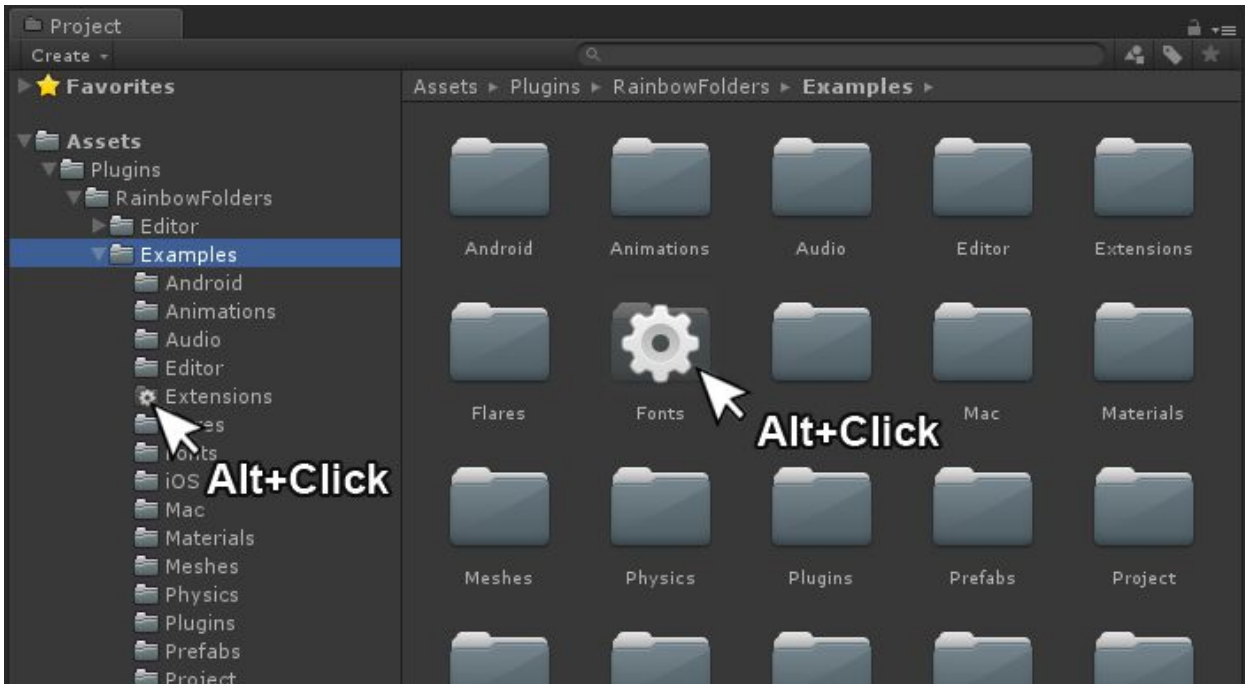 Project
Create
Favorites
Assets
Plugins
RainbowFolders
Editor
Examples
Android
Animations
Audio
Editor
Extensions
iOS
Mac
Materials
Meshes
Physics
Plugins
Prefabs
Project
Alt+Click
Assets Plugins RainbowFolders Examples
Android Animations Audio Editor Extensions
Flares Fonts Mac Materials
Alt+Click
Meshes Physics Plugins Prefabs Project